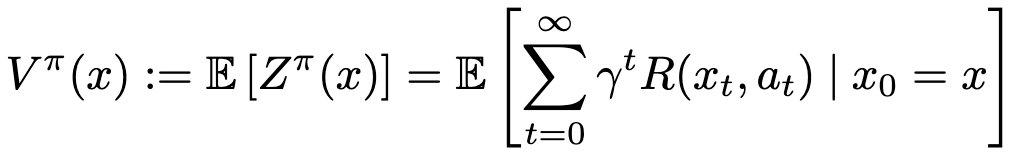 V^π(x) := 𝔼 [Z^π(x)] = 𝔼 [∑_{t=0}^{∞} γ^t R(x_t, a_t) | x_0 = x]